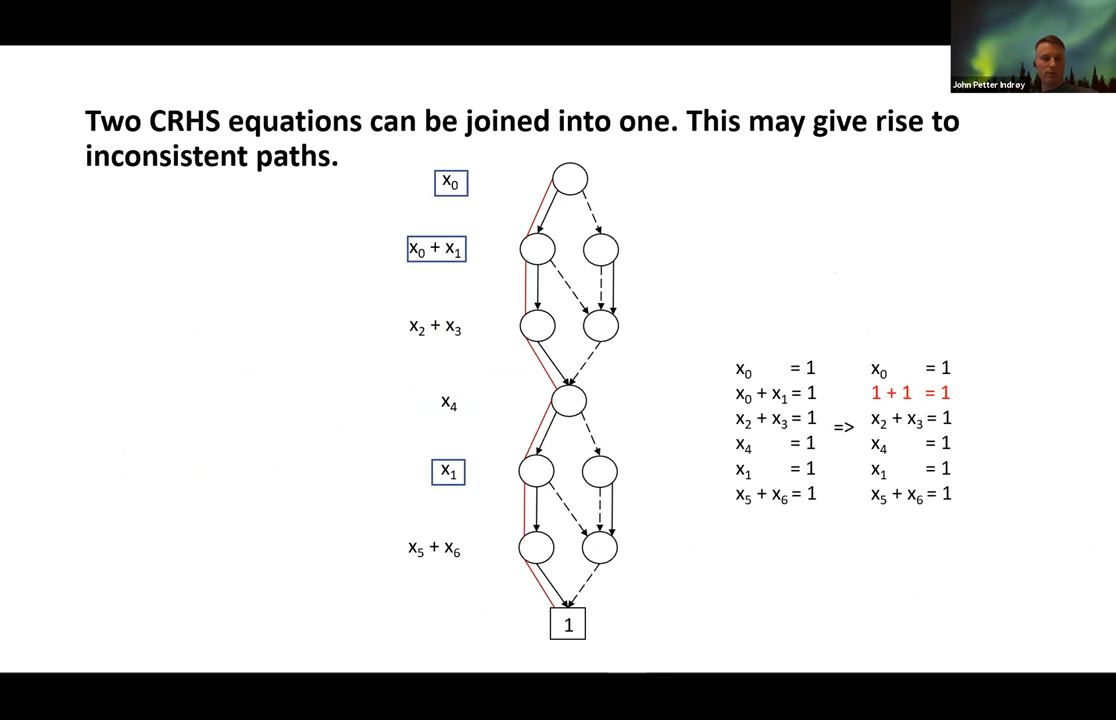 John Petter Indrøy
Two CRHS equations can be joined into one. This may give rise to
inconsistent paths.
x₀
x₀ + x₁
x₂ + x₃
x₄
x₁
x₅ + x₆
1
x₀ = 1
x₀ + x₁ = 1
x₂ + x₃ = 1
x₄ = 1
x₁ = 1
x₅ + x₆ = 1
=>
x₀ = 1
1 + 1 = 1
x₂ + x₃ = 1
x₄ = 1
x₁ = 1
x₅ + x₆ = 1